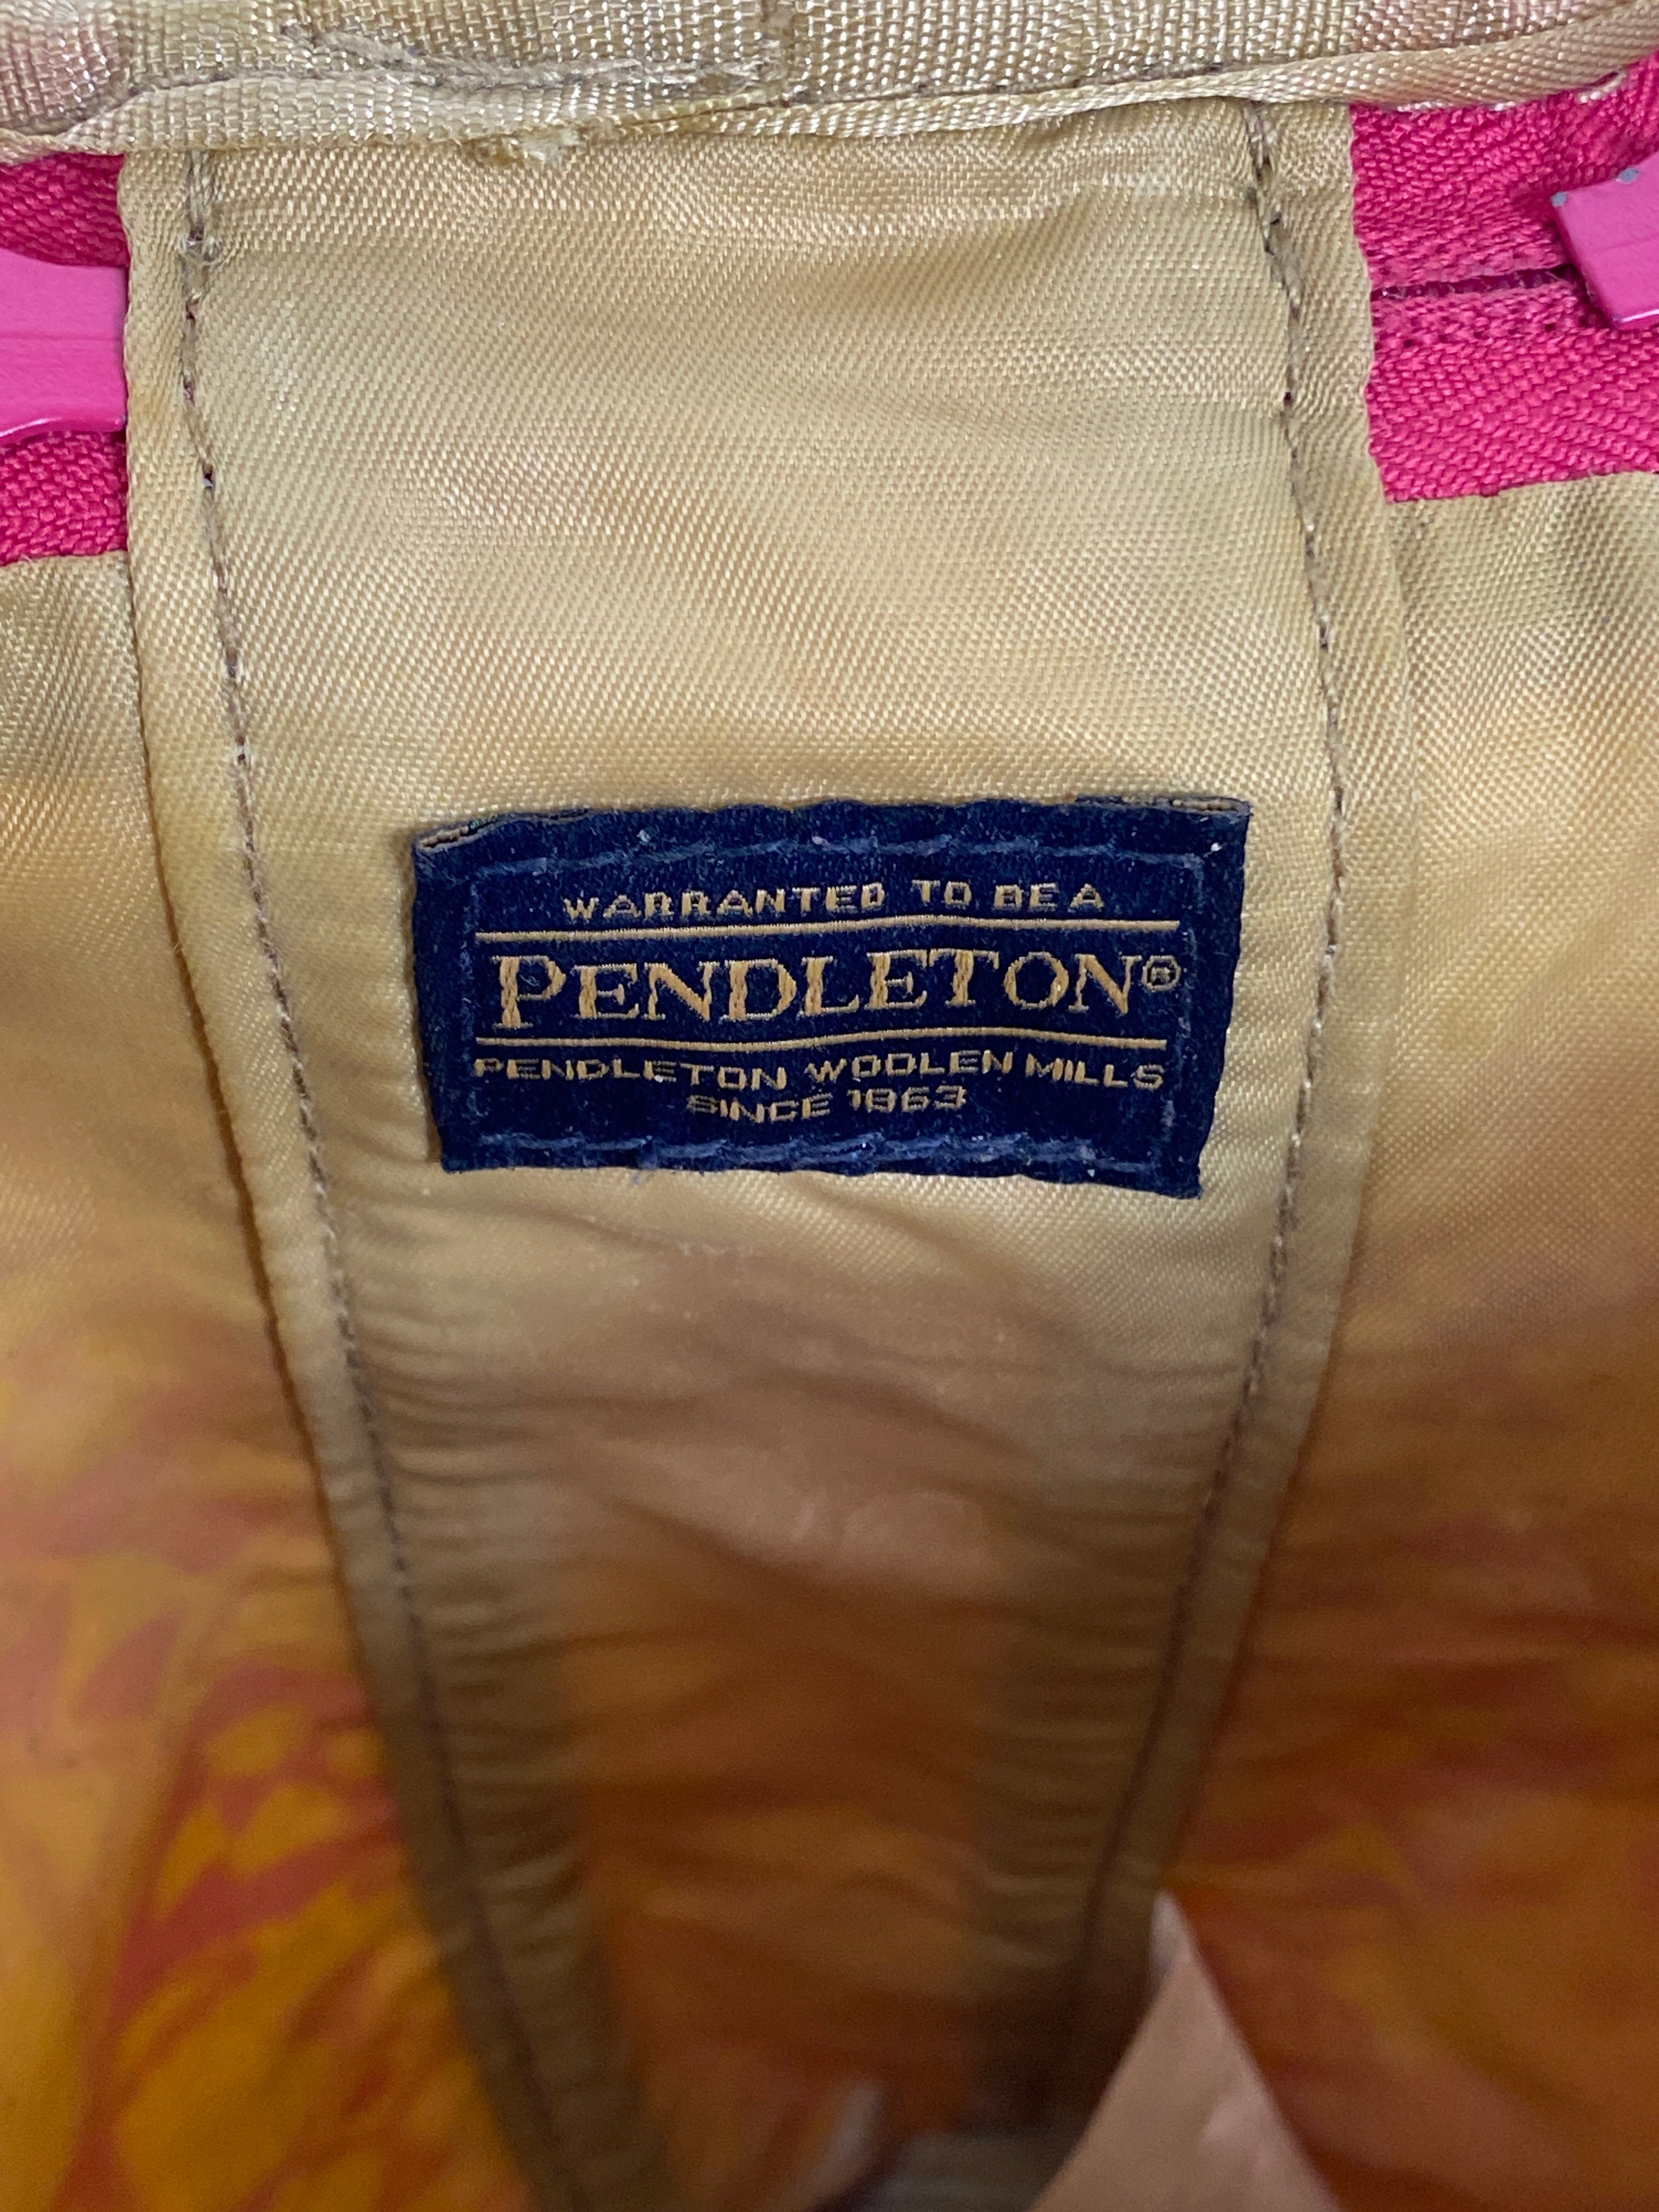 WARRANTED TO BE A
PENDLETON®
PENDLETON WOOLEN MILLS
SINCE 1863